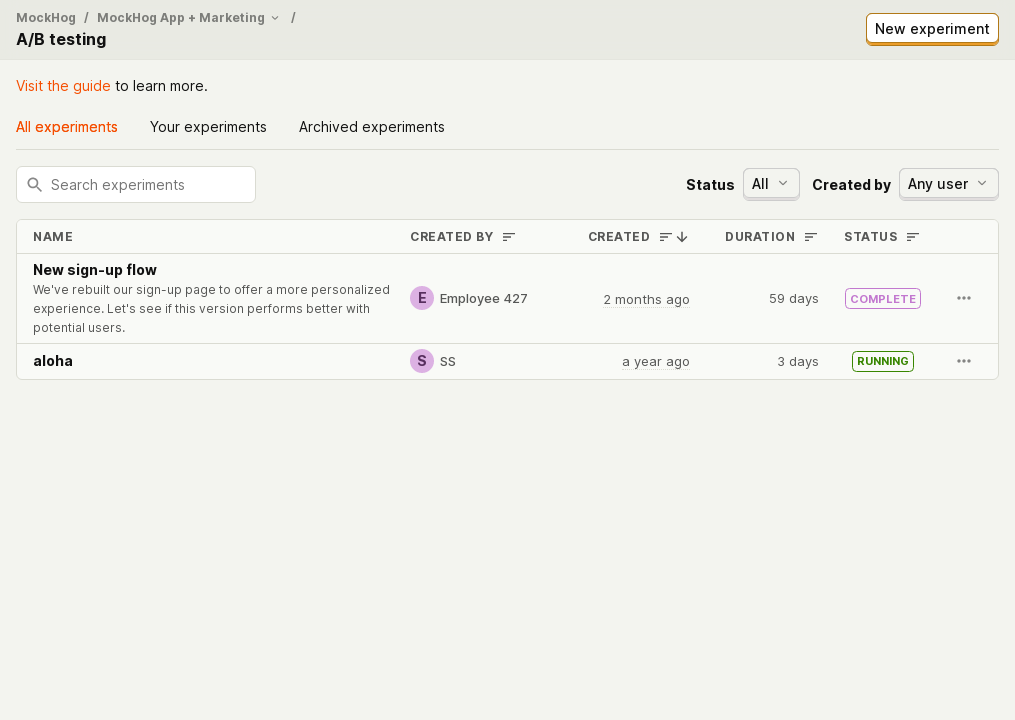 MockHog / MockHog App + Marketing /
A/B testing
New experiment
Visit the guide to learn more.
All experiments Your experiments Archived experiments
Search experiments
Status All Created by Any user
NAME CREATED BY CREATED DURATION STATUS
New sign-up flow
We've rebuilt our sign-up page to offer a more personalized
experience. Let's see if this version performs better with
potential users.
E Employee 427 2 months ago 59 days COMPLETE
aloha S SS a year ago 3 days RUNNING